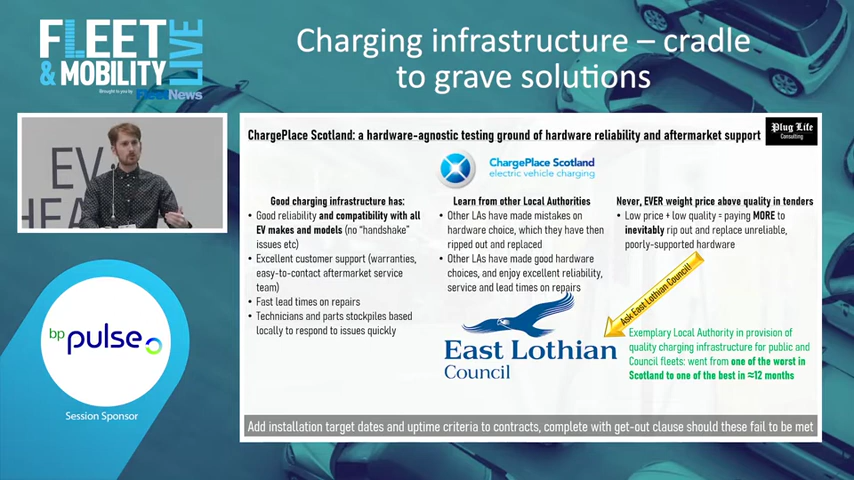 FLEET
& MOBILITY
LIVE
Brought to you by
FleetNews
Charging infrastructure – cradle
to grave solutions
EV
HEA
bp pulse
Session Sponsor
ChargePlace Scotland: a hardware-agnostic testing ground of hardware reliability and aftermarket support
Plug Life
Consulting
ChargePlace Scotland
electric vehicle charging
Good charging infrastructure has:
• Good reliability and compatibility with all
EV makes and models (no "handshake"
issues etc)
• Excellent customer support (warranties,
easy-to-contact aftermarket service
team)
• Fast lead times on repairs
• Technicians and parts stockpiles based
locally to respond to issues quickly
Learn from other Local Authorities
• Other LAs have made mistakes on
hardware choice, which they have then
ripped out and replaced
• Other LAs have made good hardware
choices, and enjoy excellent reliability,
service and lead times on repairs
East Lothian
Council
Never, EVER weight price above quality in tenders
• Low price + low quality = paying MORE to
inevitably rip out and replace unreliable,
poorly-supported hardware
Ask East Lothian Council!
Exemplary Local Authority in provision of
quality charging infrastructure for public and
Council fleets: went from one of the worst in
Scotland to one of the best in ≈12 months
Add installation target dates and uptime criteria to contracts, complete with get-out clause should these fail to be met